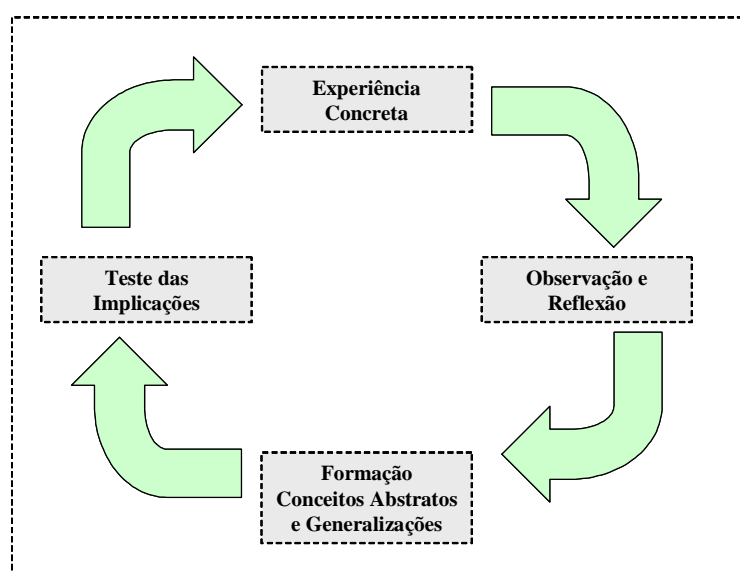 Experiência
Concreta
Teste das
Implicações
Observação e
Reflexão
Formação
Conceitos Abstratos
e Generalizações